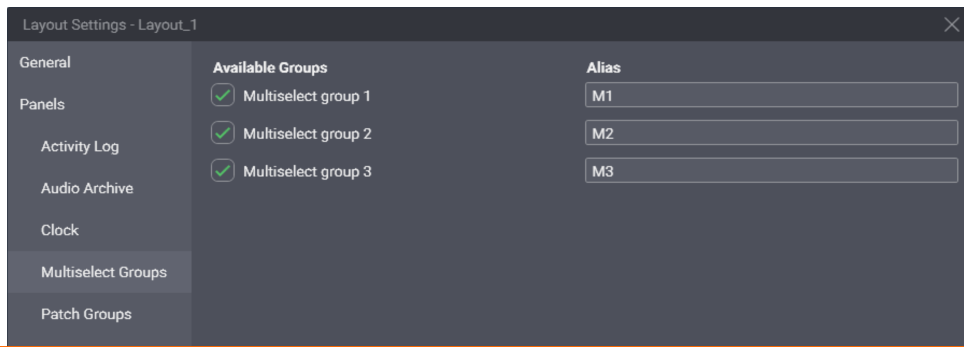 Layout Settings - Layout_1
General
Panels
Activity Log
Audio Archive
Clock
Multiselect Groups
Patch Groups
Available Groups
Alias
Multiselect group 1
M1
Multiselect group 2
M2
Multiselect group 3
M3